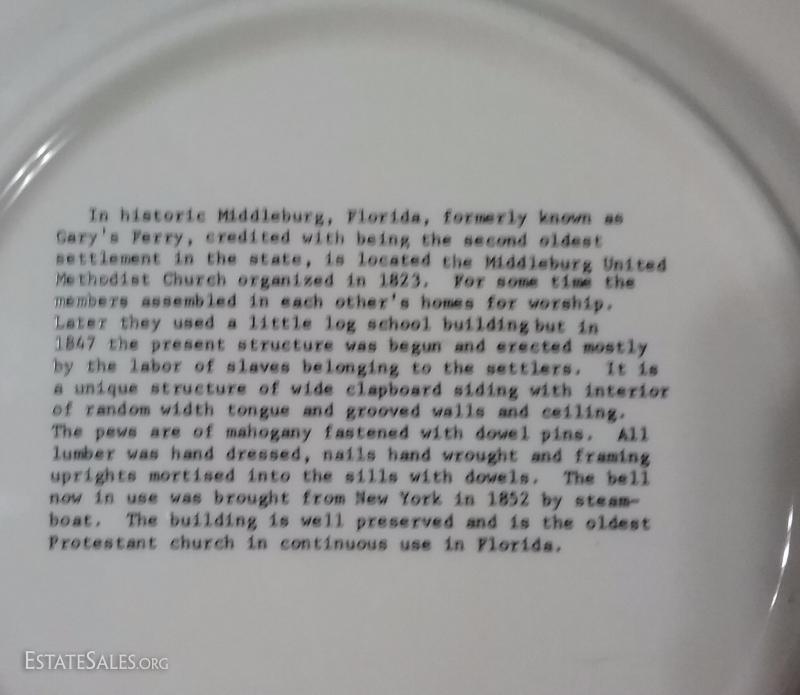 In historic Middleburg, Florida, formerly known as
Gary's Ferry, credited with being the second oldest
settlement in the state, is located the Middleburg United
Methodist Church organized in 1823. For some time the
members assembled in each other's homes for worship.
Later they used a little log school building but in
1847 the present structure was begun and erected mostly
by the labor of slaves belonging to the settlers. It is
a unique structure of wide clapboard siding with interior
of random width tongue and grooved walls and ceiling.
The pews are of mahogany fastened with dowel pins. All
lumber was hand dressed, nails hand wrought and framing
uprights mortised into the sills with dowels. The bell
now in use was brought from New York in 1852 by steam-
boat. The building is well preserved and is the oldest
Protestant church in continuous use in Florida.
ESTATESALES.ORG